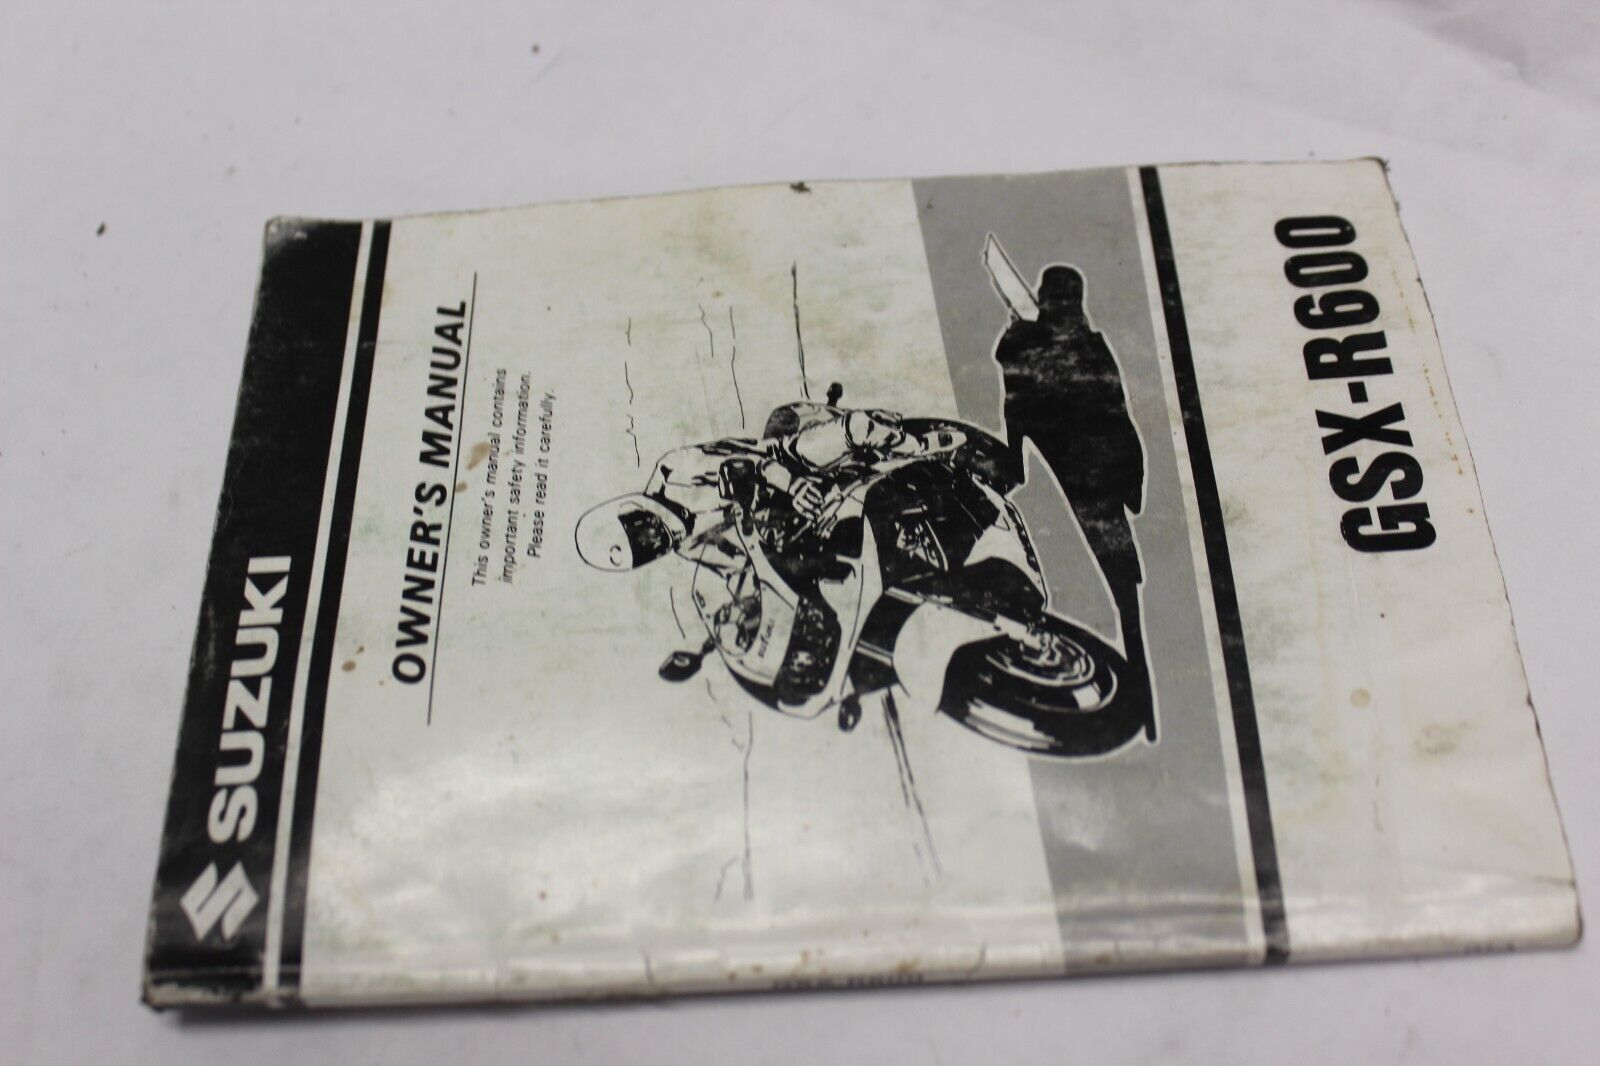 SUZUKI
OWNER'S MANUAL
This owner's manual contains
important safety information.
Please read it carefully.
GSX-R600